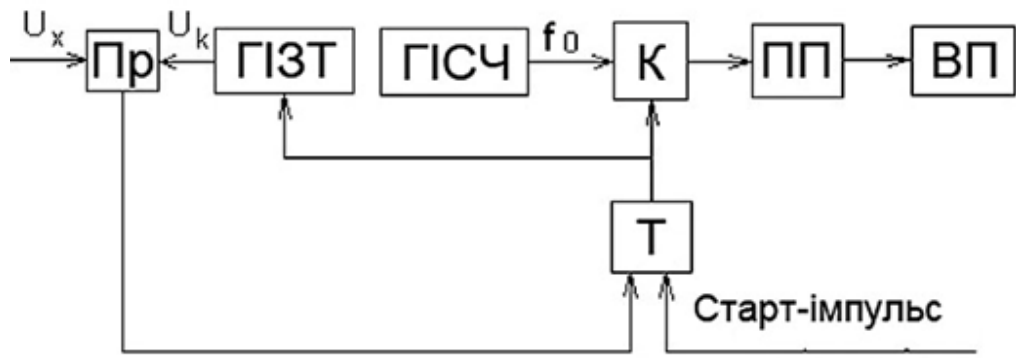 Uₓ
Uₖ
f₀
Пр
ГІЗТ
ГІСЧ
К
ПП
ВП
Т
Старт-імпульс